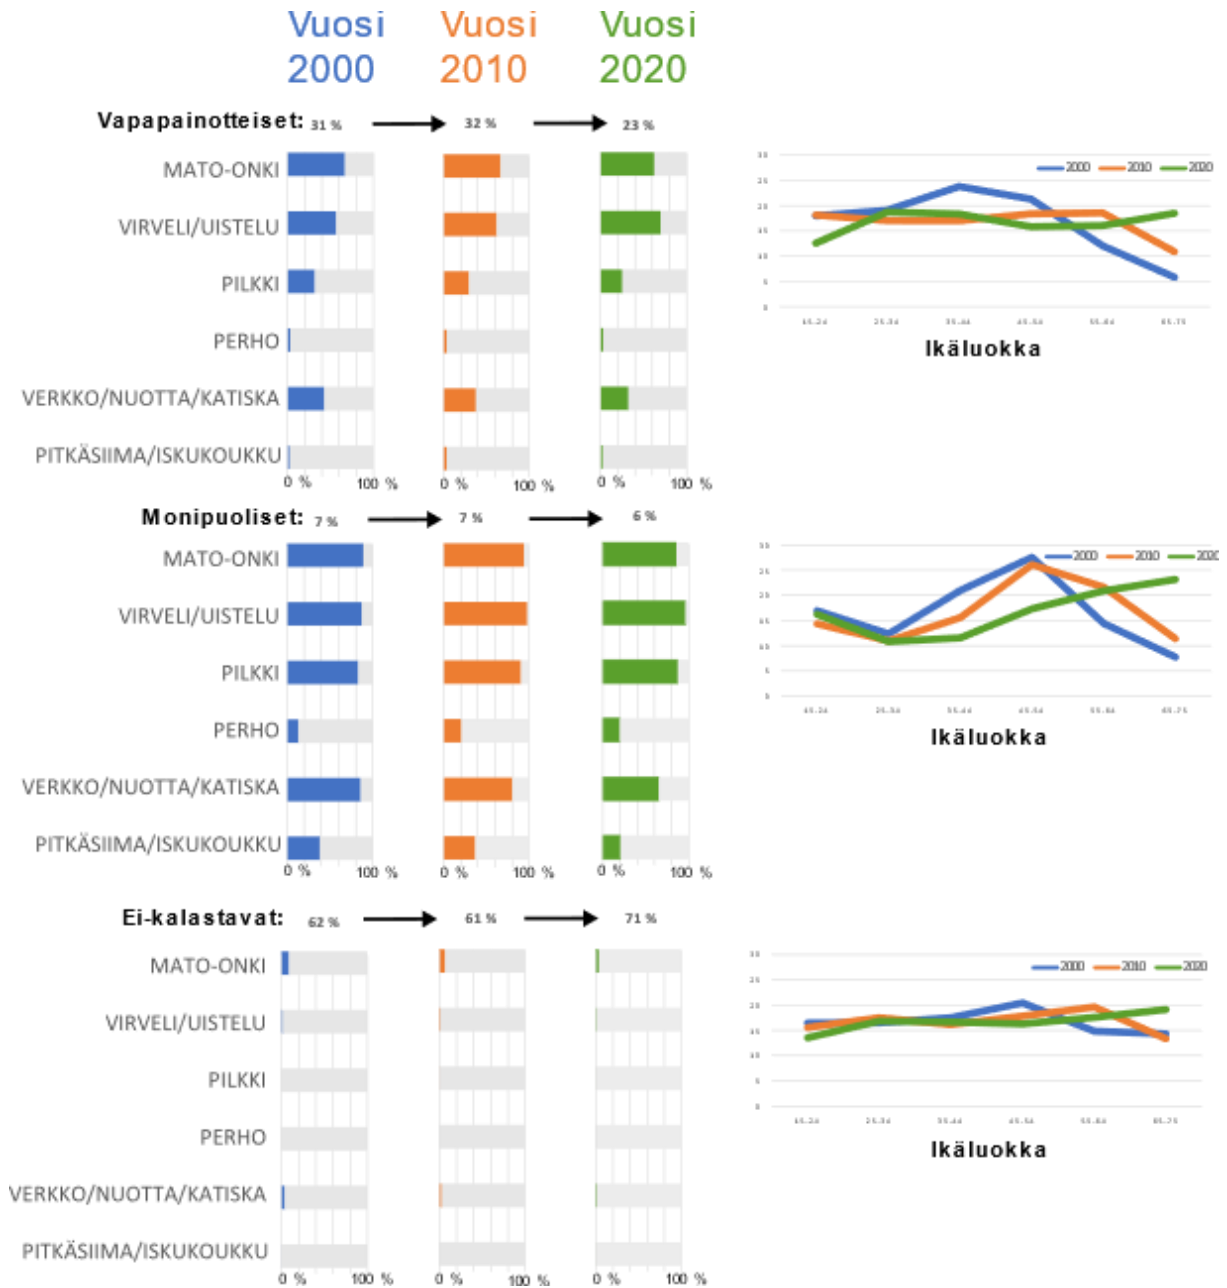 Vuosi 2000
Vuosi 2010
Vuosi 2020
Vapapainotteiset: 31 % 32 % 23 %
MATO-ONKI
VIRVELI/UISTELU
PILKKI
PERHO
VERKKO/NUOTTA/KATISKA
PITKÄSIIMA/ISKUKOUKKU
0 % 100 % 0 % 100 % 0 % 100 %
2000 2010 2020
Ikäluokka
Monipuoliset: 7 % 7 % 6 %
MATO-ONKI
VIRVELI/UISTELU
PILKKI
PERHO
VERKKO/NUOTTA/KATISKA
PITKÄSIIMA/ISKUKOUKKU
0 % 100 % 0 % 100 % 0 % 100 %
2000 2010 2020
Ikäluokka
Ei-kalastavat: 62 % 61 % 71 %
MATO-ONKI
VIRVELI/UISTELU
PILKKI
PERHO
VERKKO/NUOTTA/KATISKA
PITKÄSIIMA/ISKUKOUKKU
0 % 100 % 0 % 100 % 0 % 100 %
2000 2010 2020
Ikäluokka